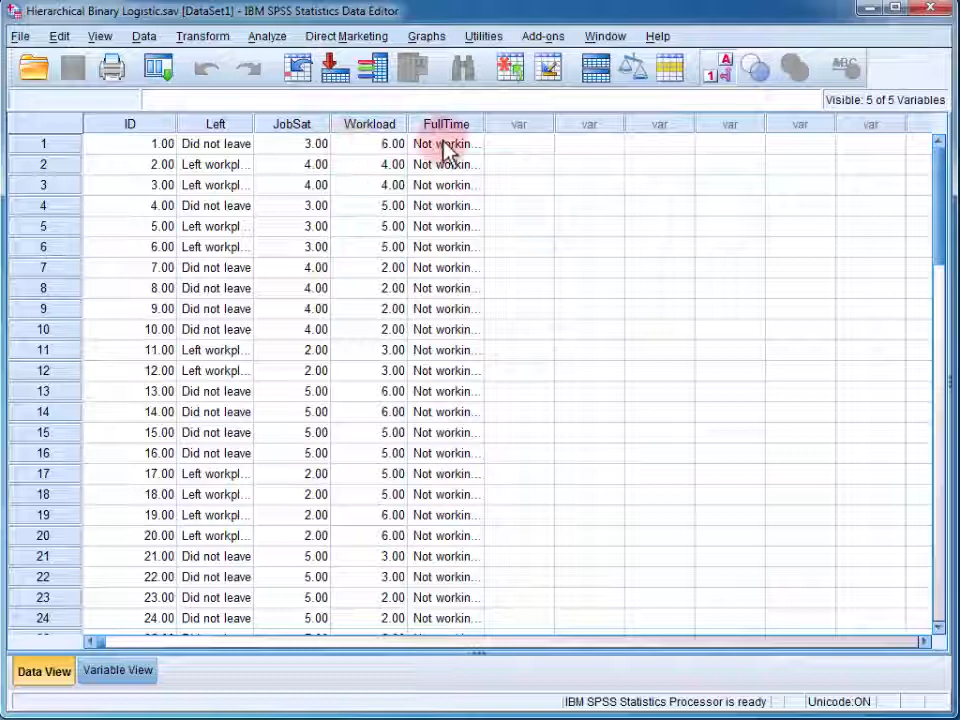 Hierarchical Binary Logistic.sav [DataSet1] - IBM SPSS Statistics Data Editor
File Edit View Data Transform Analyze Direct Marketing Graphs Utilities Add-ons Window Help
1 A ABC
Visible: 5 of 5 Variables
ID Left JobSat Workload FullTime var var var var var var
1 1.00 Did not leave 3.00 6.00 Not workin...
2 2.00 Left workpl... 4.00 4.00 Not workin...
3 3.00 Left workpl... 4.00 4.00 Not workin...
4 4.00 Did not leave 3.00 5.00 Not workin...
5 5.00 Left workpl... 3.00 5.00 Not workin...
6 6.00 Left workpl... 3.00 5.00 Not workin...
7 7.00 Did not leave 4.00 2.00 Not workin...
8 8.00 Did not leave 4.00 2.00 Not workin...
9 9.00 Did not leave 4.00 2.00 Not workin...
10 10.00 Did not leave 4.00 2.00 Not workin...
11 11.00 Left workpl... 2.00 3.00 Not workin...
12 12.00 Left workpl... 2.00 3.00 Not workin...
13 13.00 Did not leave 5.00 6.00 Not workin...
14 14.00 Did not leave 5.00 6.00 Not workin...
15 15.00 Did not leave 5.00 5.00 Not workin...
16 16.00 Did not leave 5.00 5.00 Not workin...
17 17.00 Left workpl... 2.00 5.00 Not workin...
18 18.00 Left workpl... 2.00 5.00 Not workin...
19 19.00 Left workpl... 2.00 6.00 Not workin...
20 20.00 Left workpl... 2.00 6.00 Not workin...
21 21.00 Did not leave 5.00 3.00 Not workin...
22 22.00 Did not leave 5.00 3.00 Not workin...
23 23.00 Did not leave 5.00 2.00 Not workin...
24 24.00 Did not leave 5.00 2.00 Not workin...
Data View Variable View
IBM SPSS Statistics Processor is ready Unicode:ON